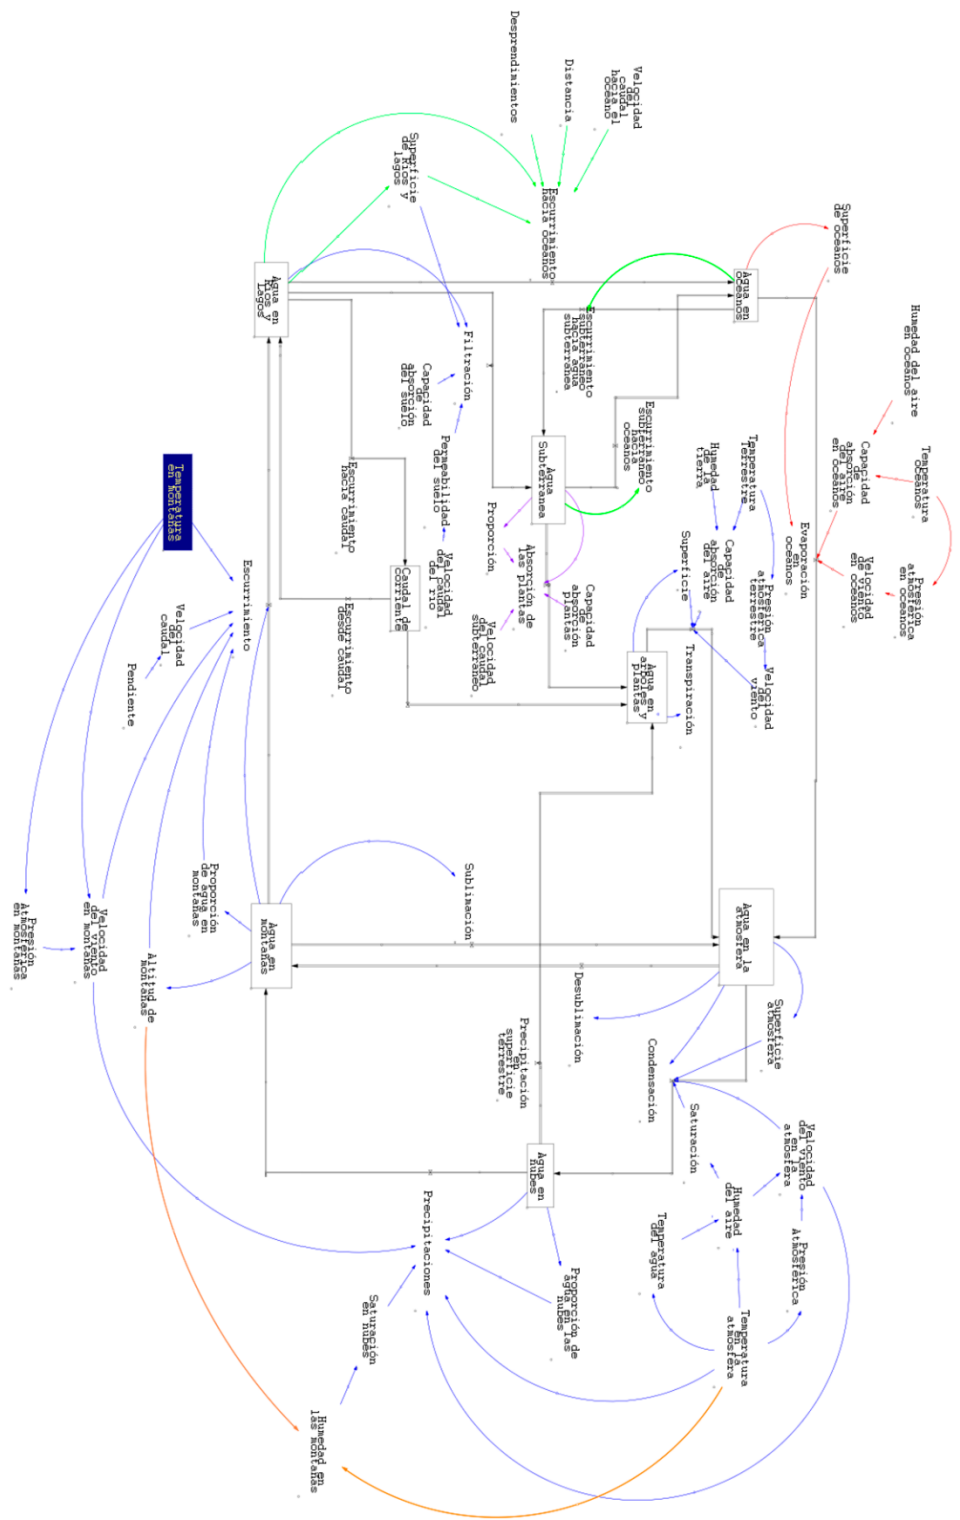 Humedad del aire
en océanos
Temperatura
océanos
Presión
atmosférica
en océanos
Superficie
de océanos
Capacidad
de
absorción
del aire
en océanos
Velocidad
de viento
en océanos
Evaporación
en
océanos
Velocidad
del viento
en la
atmósfera
Presión
Atmosférica
Superficie
atmósfera
Temperatura
Terrestre
Presión
atmosférica
terrestre
Velocidad
del
viento
Agua en
océanos
Humedad
de la
tierra
Capacidad
de
absorción
del aire
Agua en la
atmósfera
Humedad
del aire
Temperatura
en la
atmósfera
Superficie
Transpiración
Saturación
Temperatura
del agua
Velocidad
del
caudal
hacia el
océano
Escurrimiento
subterráneo
hacia
océanos
Agua en
árboles y
plantas
Condensación
Distancia
Escurrimiento
subterráneo
hacia agua
subterránea
Capacidad
de
absorción
plantas
Desublimación
Proporción de
agua en las
nubes
Desprendimientos
Escurrimiento
hacia océanos
Agua
Subterránea
Absorción de
las plantas
Precipitación
en
superficie
terrestre
Agua en
nubes
Proporción
Velocidad
del caudal
subterráneo
Filtración
Sublimación
Permeabilidad
del suelo
Velocidad
del caudal
del río
Precipitaciones
Superficie
de Ríos y
lagos
Capacidad
de
absorción
del suelo
Caudal de
corriente
Escurrimiento
hacia caudal
Escurrimiento
desde caudal
Saturación
en nubes
Humedad en
las montañas
Agua en
Ríos y
Lagos
Agua en
montañas
Escurrimiento
Proporción
de agua en
montañas
Temperatura
en montañas
Velocidad
del
caudal
Altitud de
montañas
Pendiente
Velocidad
del viento
en montañas
Presión
Atmosférica
en montañas